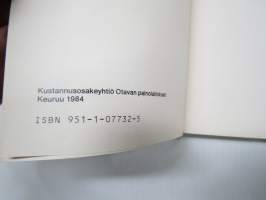 Kustannusosakeyhtiö Otavan painolaitokset
Keuruu 1984
ISBN 951-1-07732-5